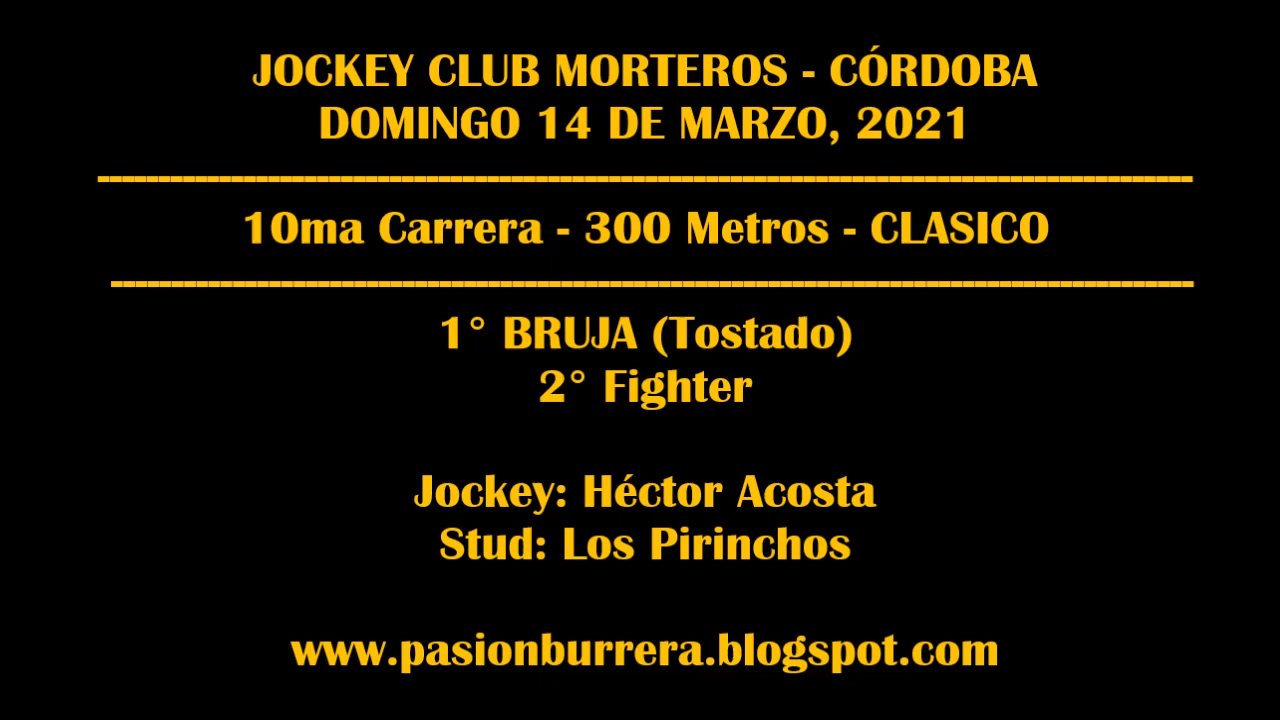 JOCKEY CLUB MORTEROS - CÓRDOBA
DOMINGO 14 DE MARZO, 2021
10ma Carrera - 300 Metros - CLASICO
1° BRUJA (Tostado)
2° Fighter
Jockey: Héctor Acosta
Stud: Los Pirinchos
www.pasionburrera.blogspot.com